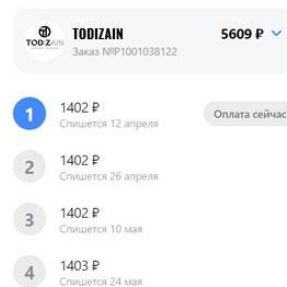 TODIZAIN
TODIZAIN 5609 ₽
Заказ №P1001038122
1 1402 ₽ Оплата сейчас
Спишется 12 апреля
2 1402 ₽
Спишется 26 апреля
3 1402 ₽
Спишется 10 мая
4 1403 ₽
Спишется 24 мая